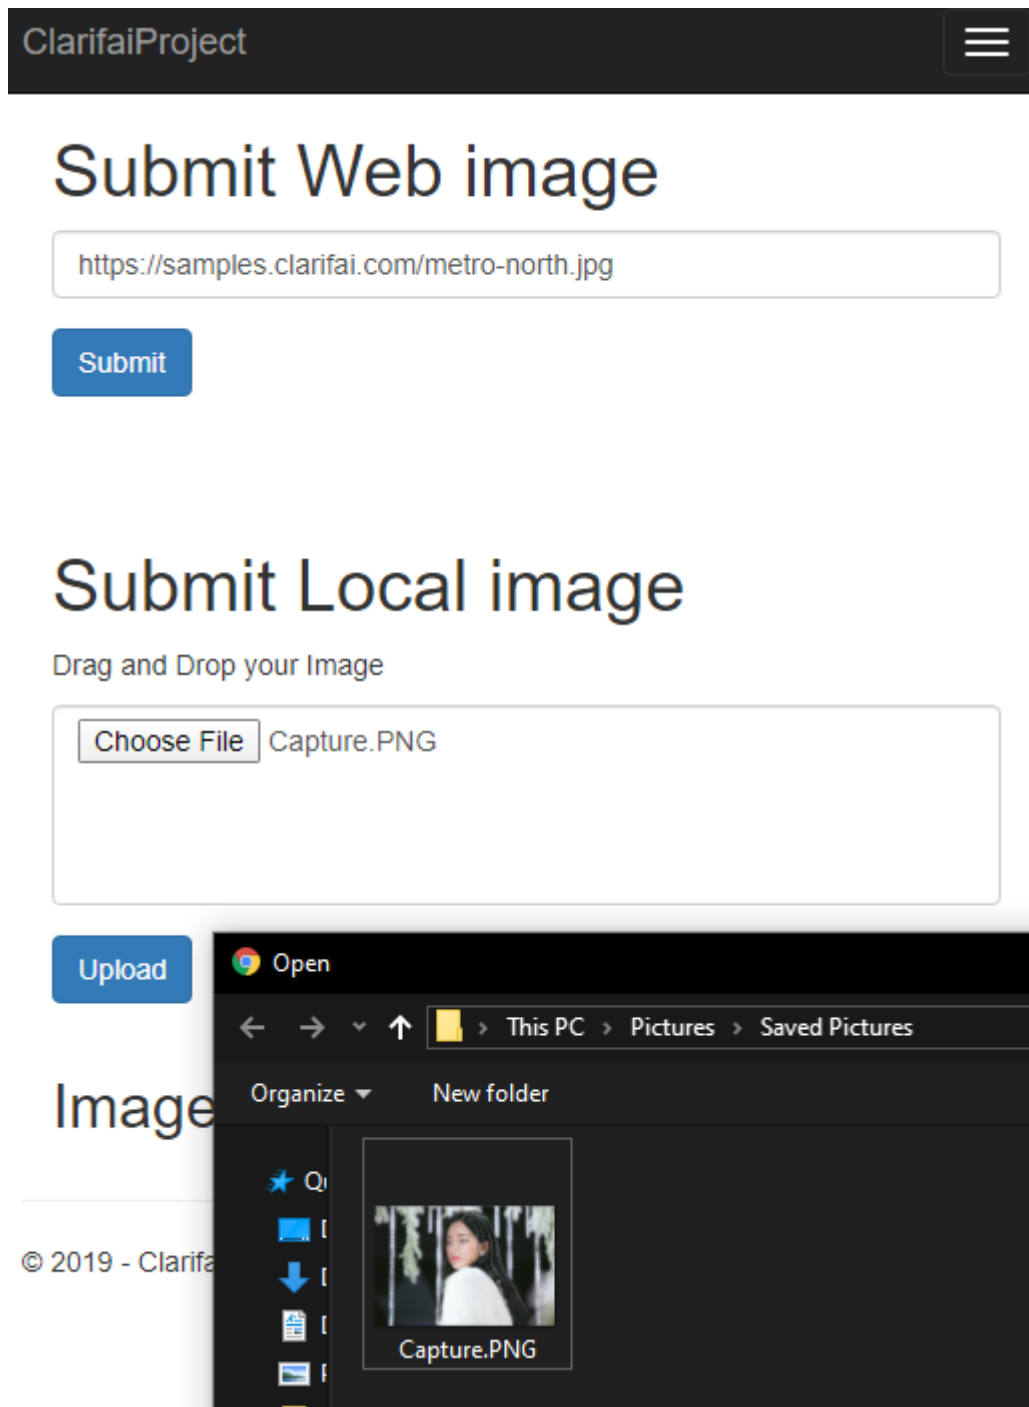 ClarifaiProject
Submit Web image
https://samples.clarifai.com/metro-north.jpg
Submit
Submit Local image
Drag and Drop your Image
Choose File Capture.PNG
Upload
Open
This PC > Pictures > Saved Pictures
Organize New folder
Image
© 2019 - Clarifa
Capture.PNG